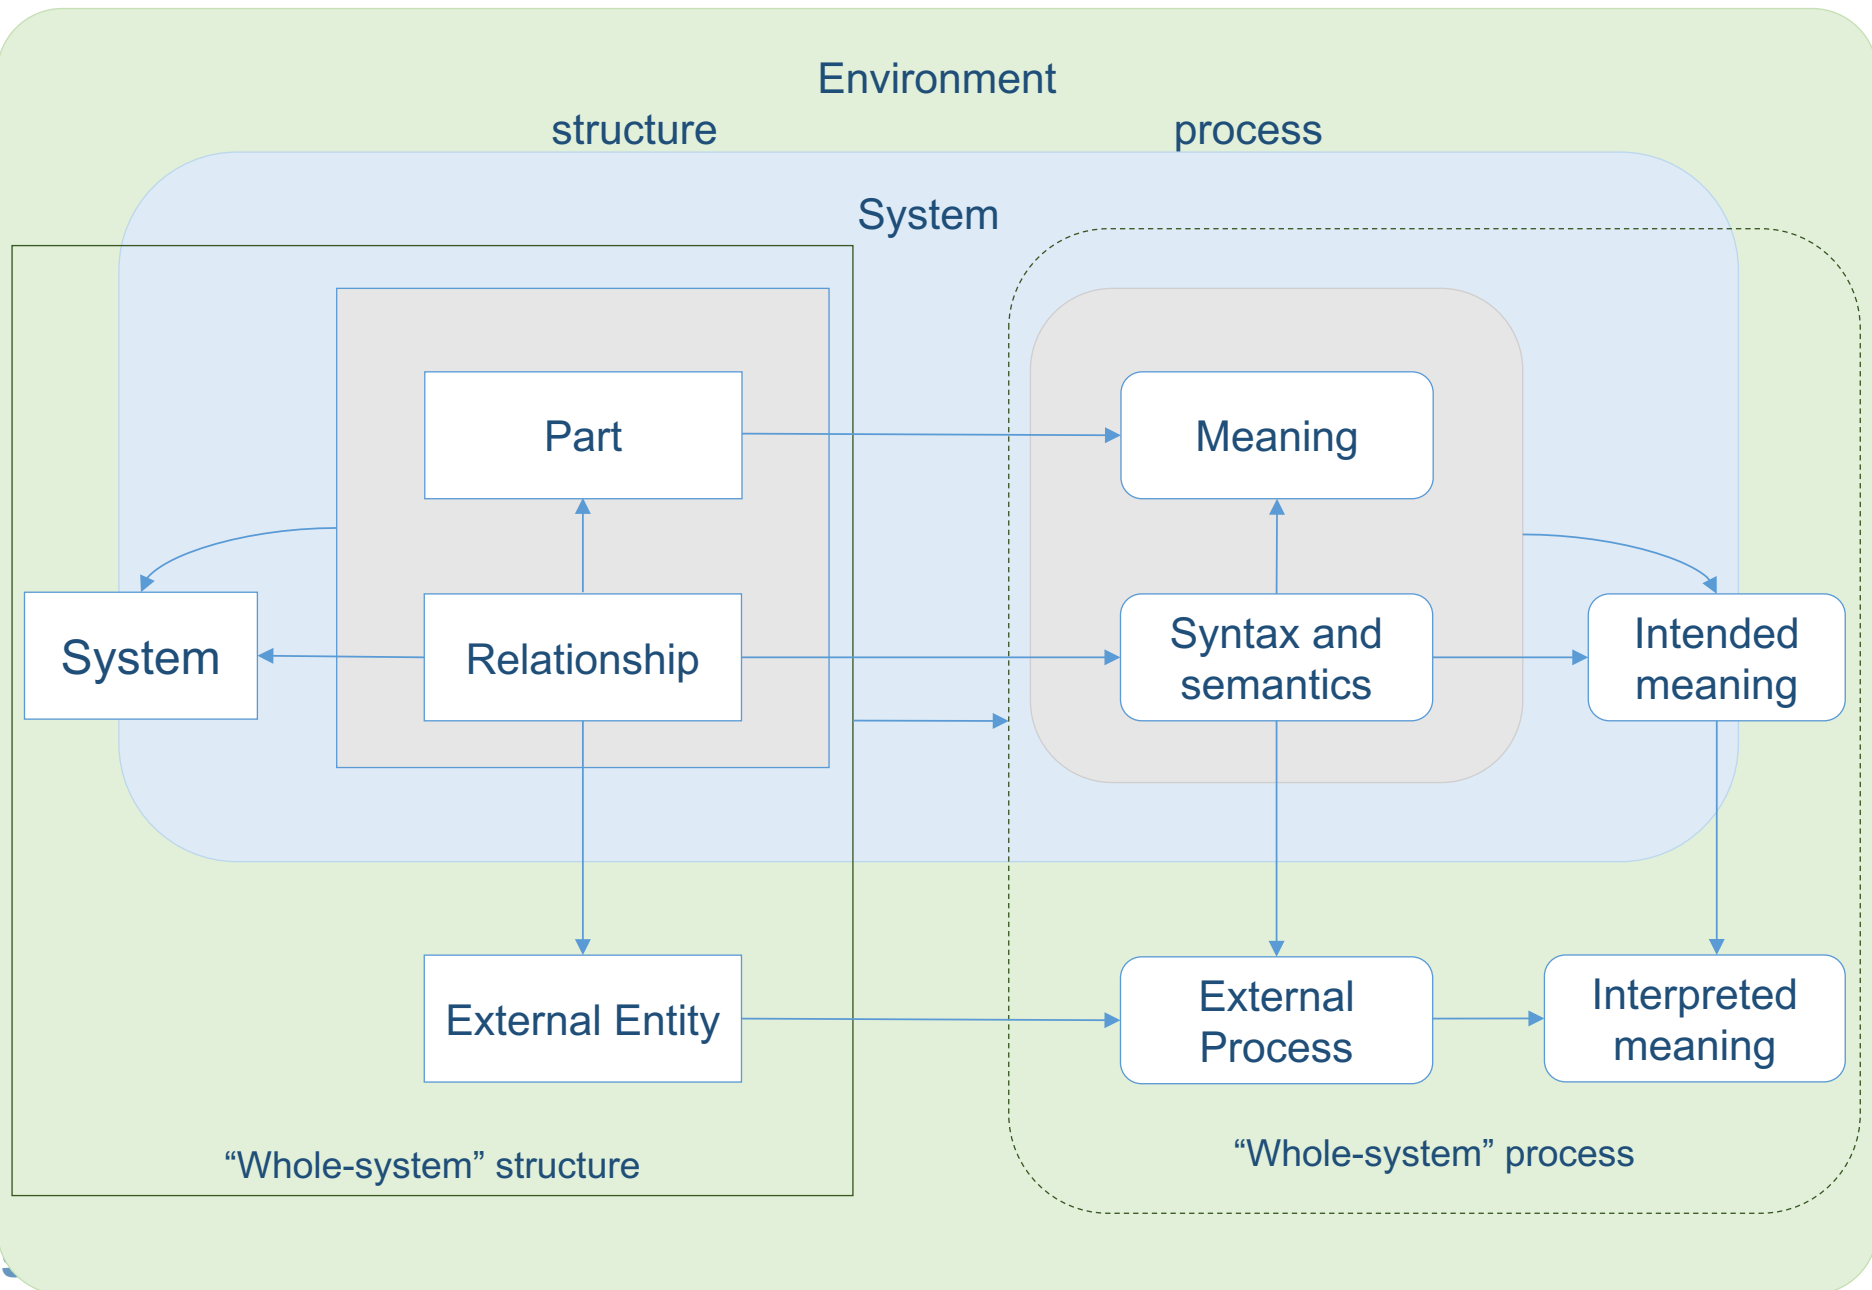 Environment
structure
process
System
Part
Meaning
System
Relationship
Syntax and
semantics
Intended
meaning
External Entity
External
Process
Interpreted
meaning
“Whole-system” structure
“Whole-system” process